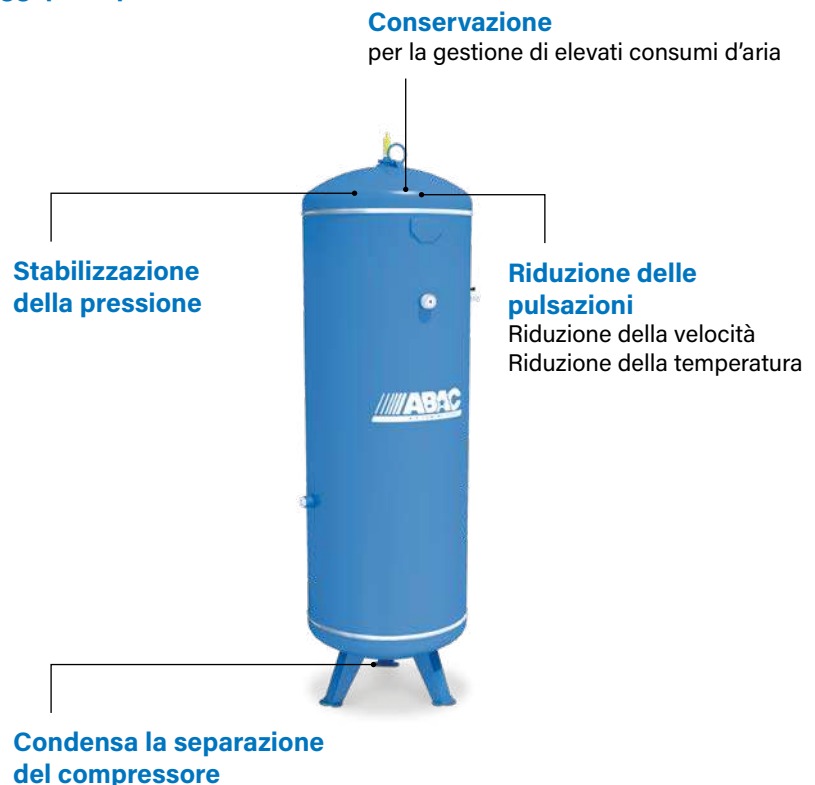 Conservazione
per la gestione di elevati consumi d’aria
Stabilizzazione
della pressione
Riduzione delle
pulsazioni
Riduzione della velocità
Riduzione della temperatura
ABAC
Condensa la separazione
del compressore